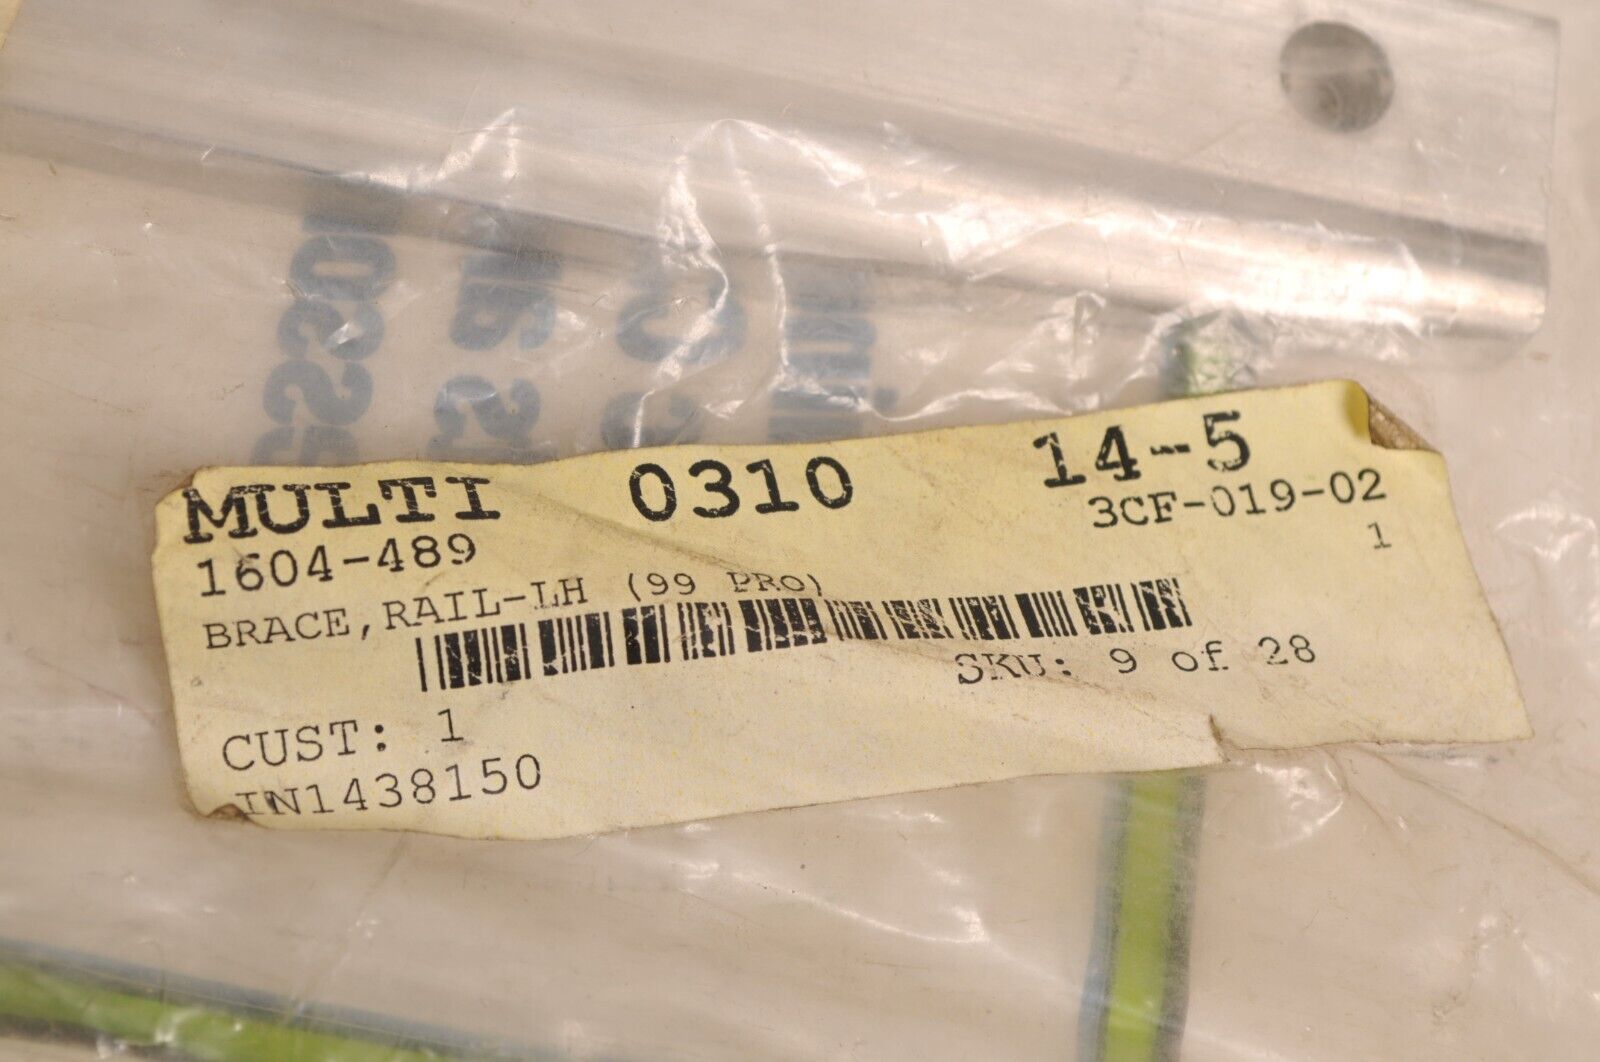 MULTI 0310 14-5
1604-489 3CF-019-02
BRACE,RAIL-LH (99 PRO) 1
SKU: 9 of 28
CUST: 1
IN1438150